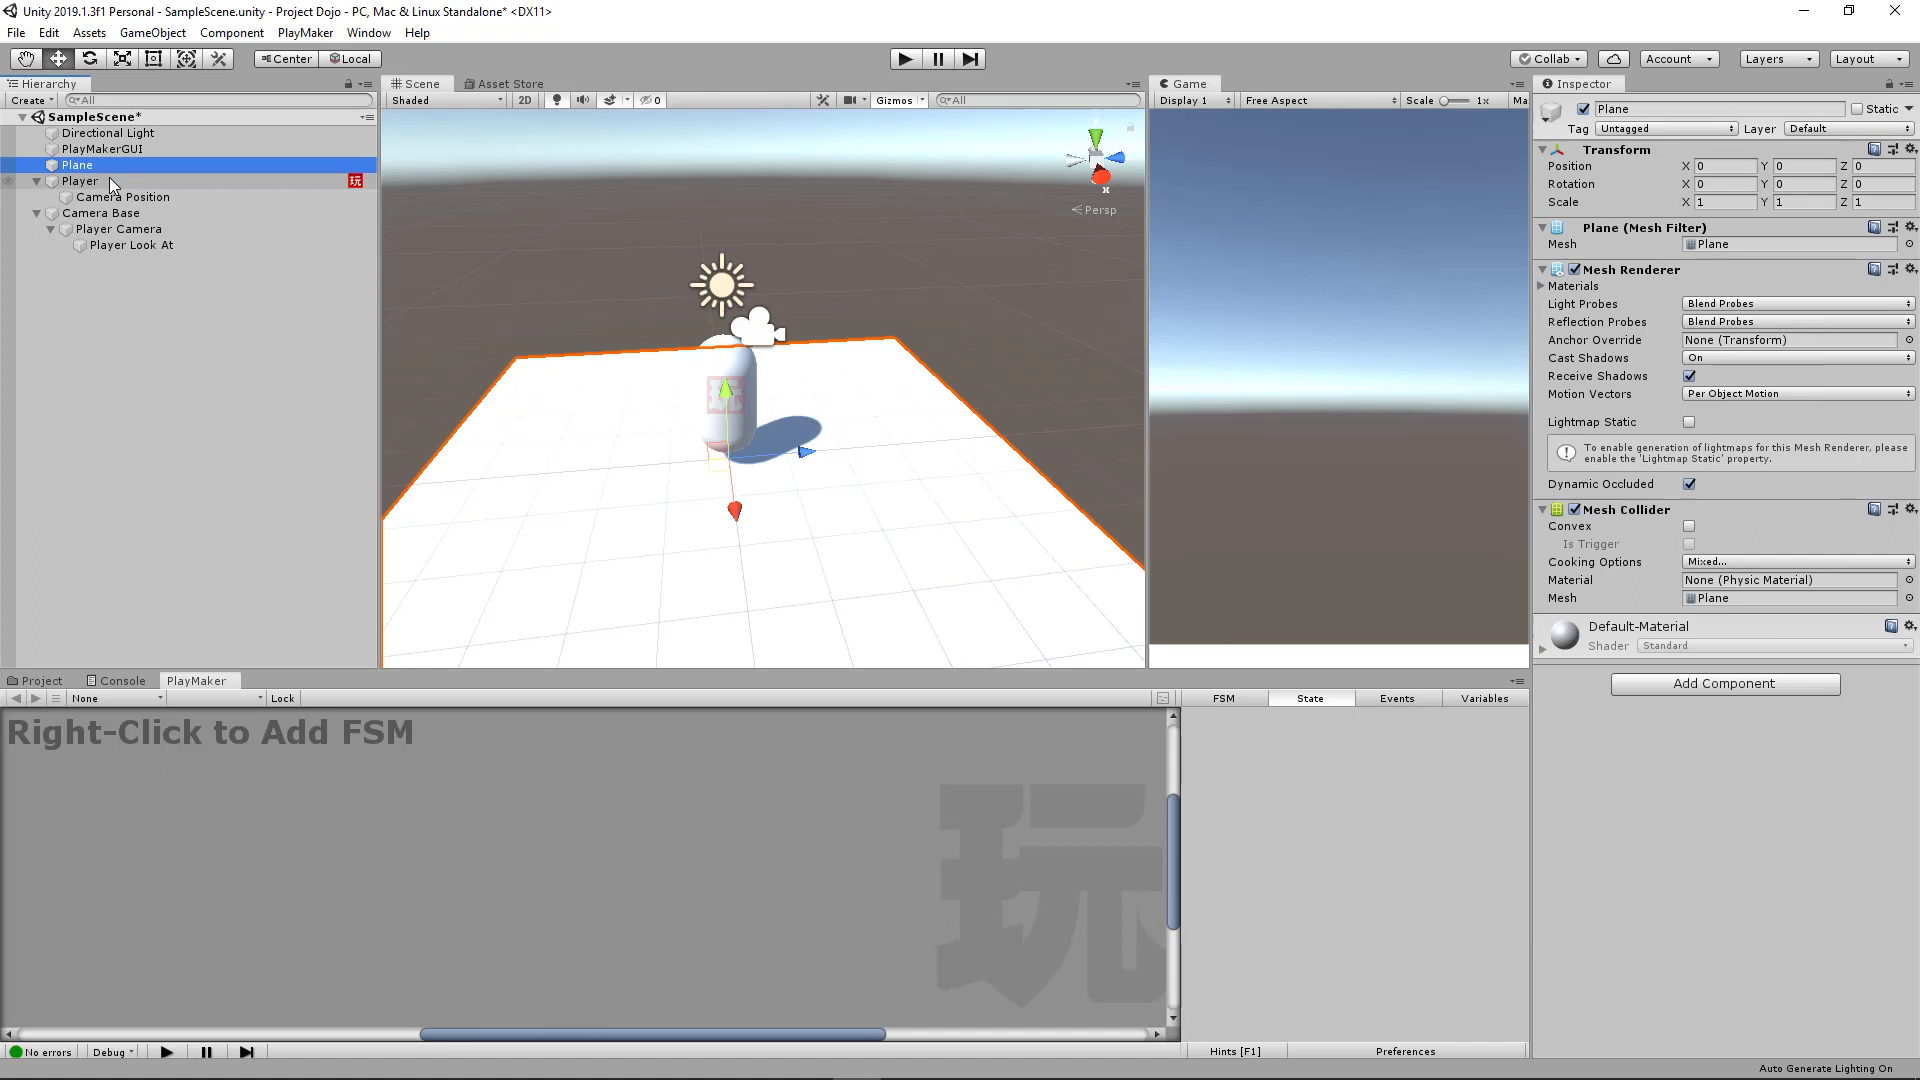 Unity 2019.1.3f1 Personal - SampleScene.unity - Project Dojo - PC, Mac & Linux Standalone* <DX11>
File Edit Assets GameObject Component PlayMaker Window Help
Center Local Collab Account Layers Layout
Hierarchy
Create All
SampleScene*
Directional Light
PlayMakerGUI
Plane
Player 玩
Camera Position
Camera Base
Player Camera
Player Look At
Scene Asset Store
Shaded 2D 0 Gizmos All
y
x
Persp
玩
Game
Display 1 Free Aspect Scale 1x Ma
Inspector
Plane Static
Tag Untagged Layer Default
Transform
Position X 0 Y 0 Z 0
Rotation X 0 Y 0 Z 0
Scale X 1 Y 1 Z 1
Plane (Mesh Filter)
Mesh Plane
Mesh Renderer
Materials
Light Probes Blend Probes
Reflection Probes Blend Probes
Anchor Override None (Transform)
Cast Shadows On
Receive Shadows
Motion Vectors Per Object Motion
Lightmap Static
To enable generation of lightmaps for this Mesh Renderer, please
enable the 'Lightmap Static' property.
Dynamic Occluded
Mesh Collider
Convex
Is Trigger
Cooking Options Mixed...
Material None (Physic Material)
Mesh Plane
Default-Material
Shader Standard
Add Component
Project Console PlayMaker
None Lock FSM State Events Variables
Right-Click to Add FSM
玩
No errors Debug Hints [F1] Preferences
Auto Generate Lighting On